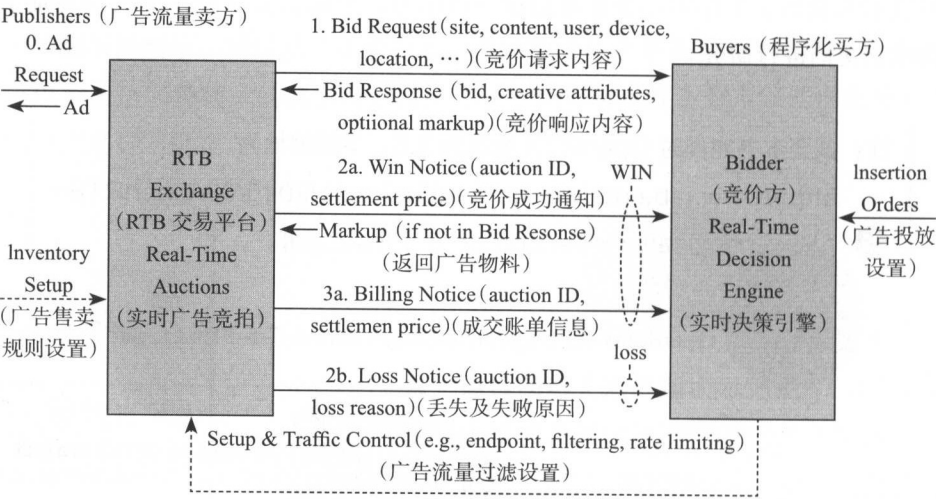 Publishers（广告流量卖方）
0. Ad
Request
Ad
1. Bid Request（site, content, user, device,
location, …）（竞价请求内容）
Bid Response（bid, creative attributes,
optiional markup）（竞价响应内容）
Buyers（程序化买方）
RTB
Exchange
（RTB 交易平台）
Real-Time
Auctions
（实时广告竞拍）
2a. Win Notice（auction ID,
settlement price）（竞价成功通知）
WIN
Markup（if not in Bid Resonse）
（返回广告物料）
Bidder
（竞价方）
Real-Time
Decision
Engine
（实时决策引擎）
lnsertion
Orders
（广告投放
设置）
lnventory
Setup
（广告售卖
规则设置）
3a. Billing Notice（auction ID,
settlemen price）（成交账单信息）
loss
2b. Loss Notice（auction ID,
loss reason）（丢失及失败原因）
Setup & Traffic Control（e.g., endpoint, filtering, rate limiting）
（广告流量过滤设置）